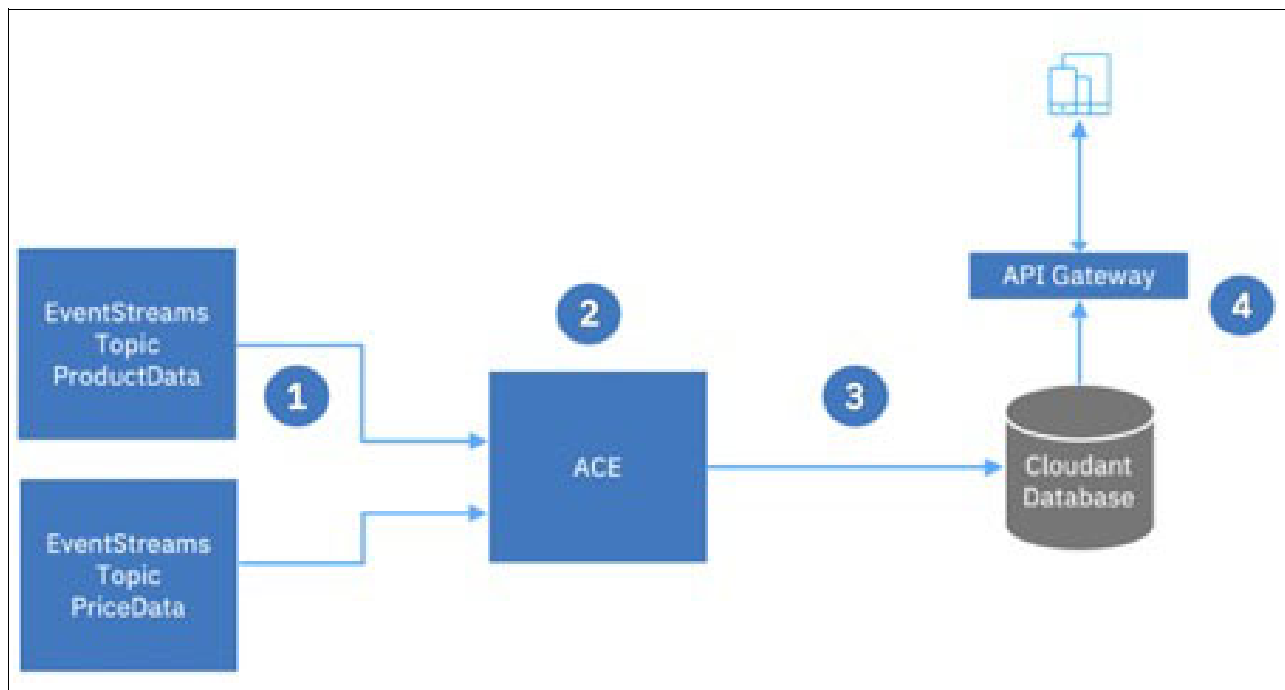 EventStreams
Topic
ProductData
1
2
ACE
3
API Gateway
4
Cloudant
Database
EventStreams
Topic
PriceData